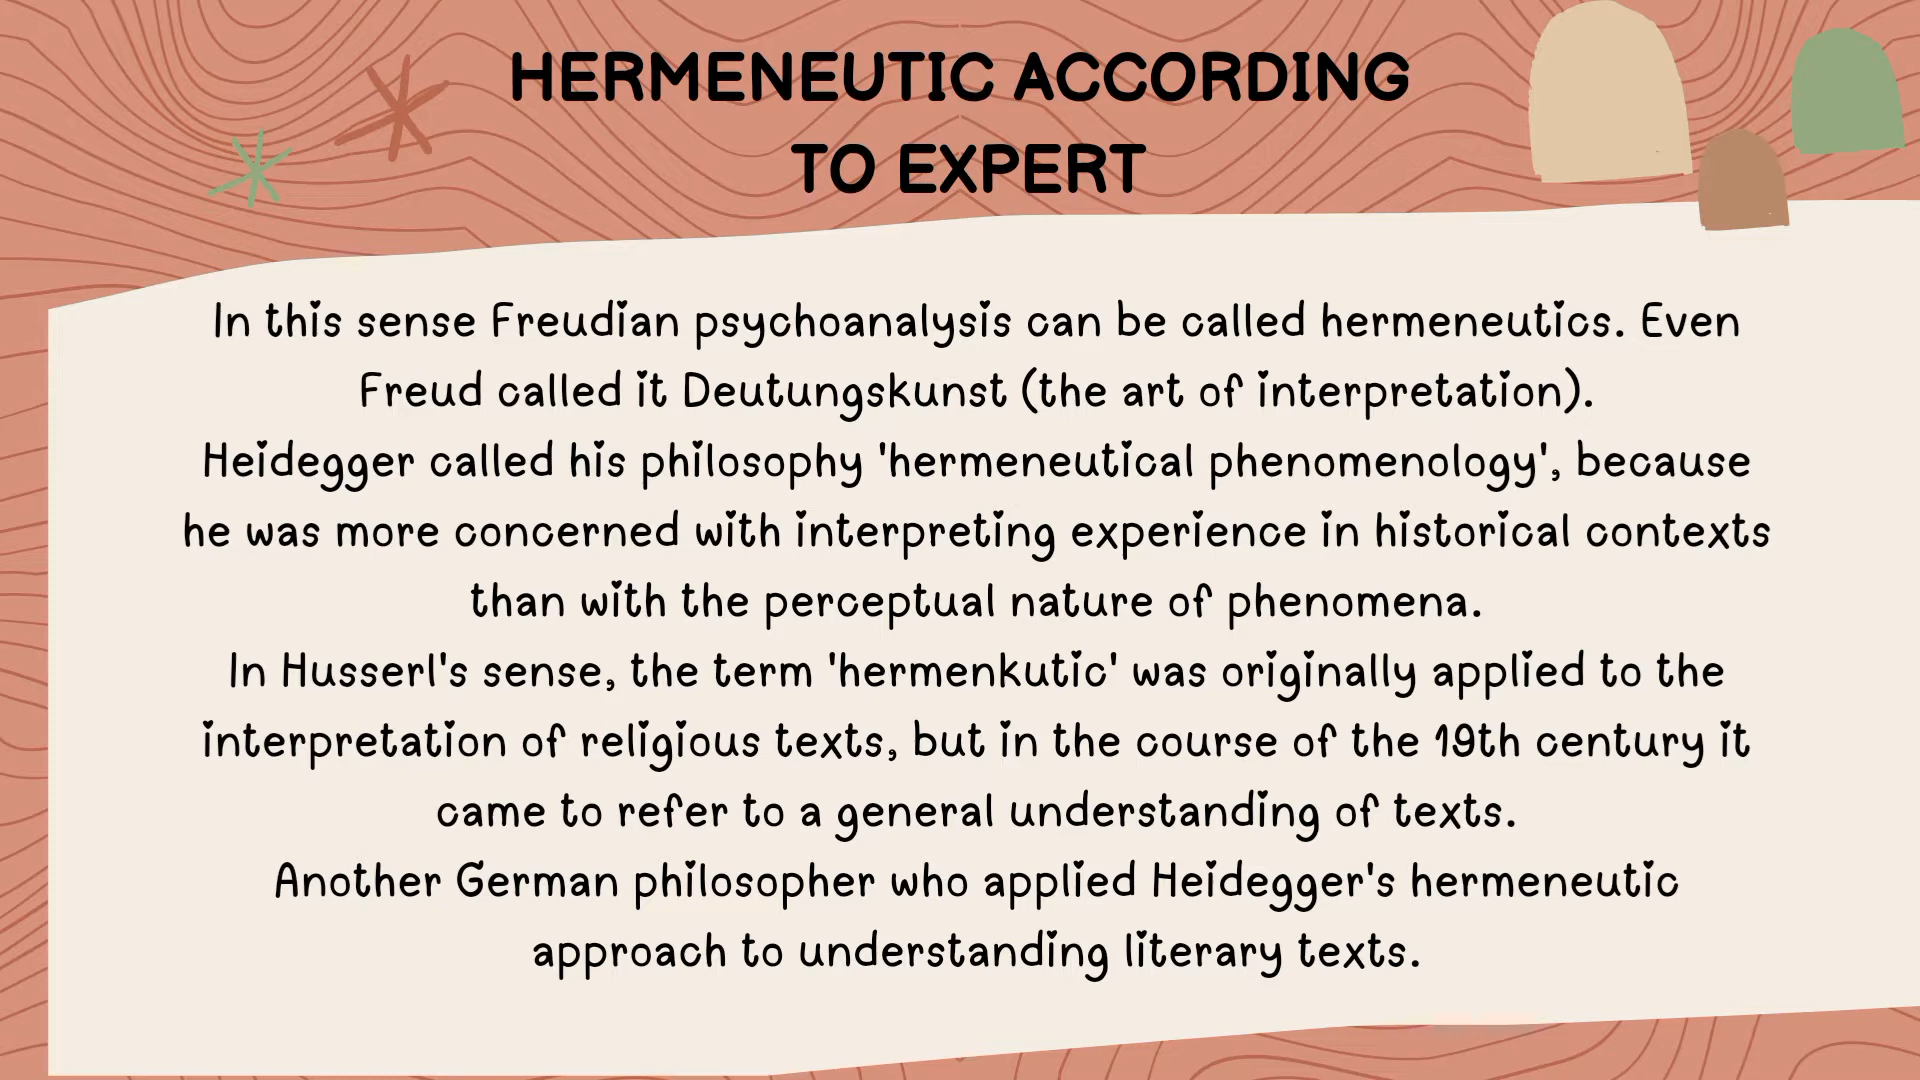 HERMENEUTIC ACCORDING
TO EXPERT
In this sense Freudian psychoanalysis can be called hermeneutics. Even
Freud called it Deutungskunst (the art of interpretation).
Heidegger called his philosophy 'hermeneutical phenomenology', because
he was more concerned with interpreting experience in historical contexts
than with the perceptual nature of phenomena.
In Husserl's sense, the term 'hermenkutic' was originally applied to the
interpretation of religious texts, but in the course of the 19th century it
came to refer to a general understanding of texts.
Another German philosopher who applied Heidegger's hermeneutic
approach to understanding literary texts.